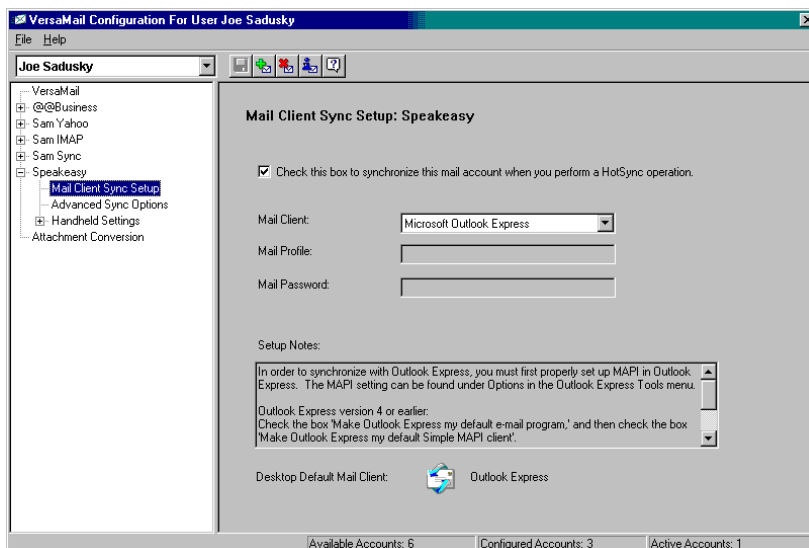 VersaMail Configuration For User Joe Sadusky
File Help
Joe Sadusky
VersaMail
@@Business
Sam Yahoo
Sam IMAP
Sam Sync
Speakeasy
Mail Client Sync Setup
Advanced Sync Options
Handheld Settings
Attachment Conversion
Mail Client Sync Setup: Speakeasy
Check this box to synchronize this mail account when you perform a HotSync operation.
Mail Client:
Microsoft Outlook Express
Mail Profile:
Mail Password:
Setup Notes:
In order to synchronize with Outlook Express, you must first properly set up MAPI in Outlook
Express. The MAPI setting can be found under Options in the Outlook Express Tools menu.
Outlook Express version 4 or earlier:
Check the box 'Make Outlook Express my default e-mail program,' and then check the box
'Make Outlook Express my default Simple MAPI client'.
Desktop Default Mail Client:
Outlook Express
Available Accounts: 6
Configured Accounts: 3
Active Accounts: 1